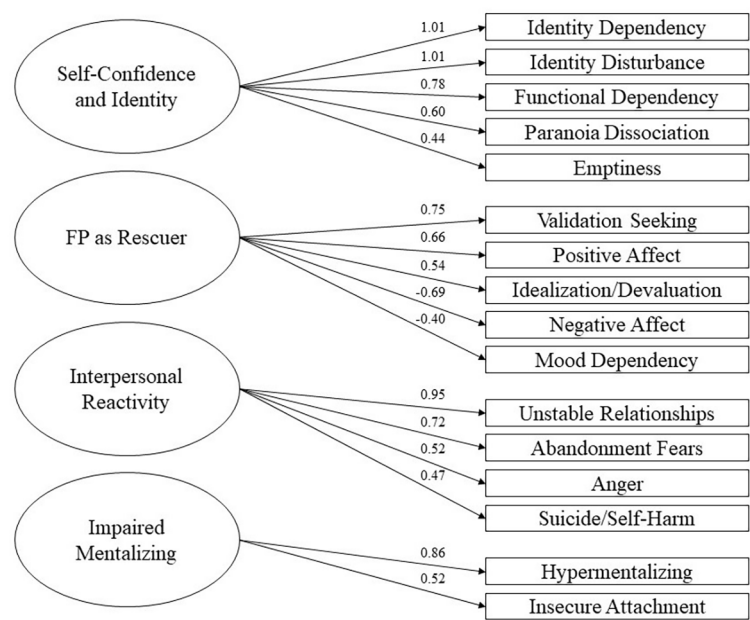 Self-Confidence
and Identity
1.01
Identity Dependency
1.01
Identity Disturbance
0.78
Functional Dependency
0.60
Paranoia Dissociation
0.44
Emptiness
FP as Rescuer
0.75
Validation Seeking
0.66
Positive Affect
0.54
Idealization/Devaluation
-0.69
Negative Affect
-0.40
Mood Dependency
Interpersonal
Reactivity
0.95
Unstable Relationships
0.72
Abandonment Fears
0.52
Anger
0.47
Suicide/Self-Harm
Impaired
Mentalizing
0.86
Hypermentalizing
0.52
Insecure Attachment